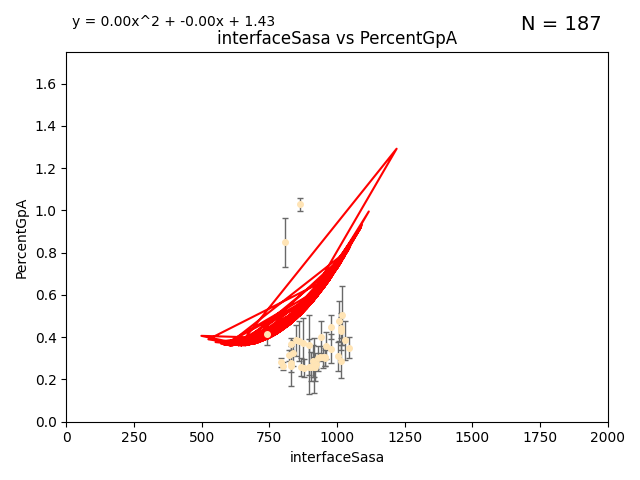 y = 0.00x^2 + -0.00x + 1.43
N = 187
interfaceSasa vs PercentGpA
PercentGpA
1.6
1.4
1.2
1.0
0.8
0.6
0.4
0.2
0.0
0 250 500 750 1000 1250 1500 1750 2000
interfaceSasa